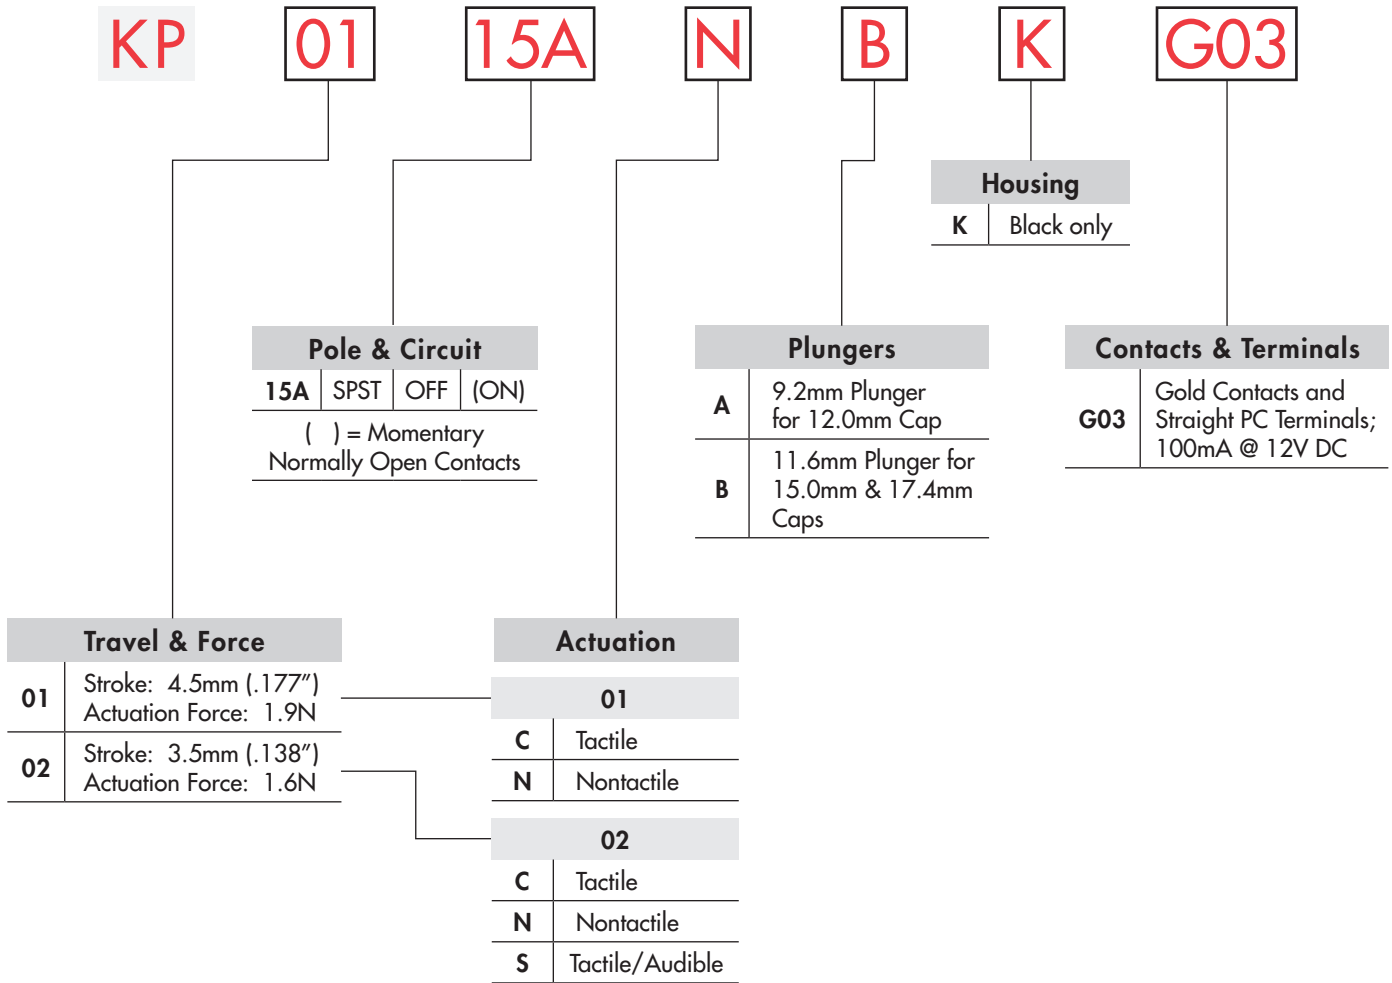 KP 01 15A N B K G03
Housing
K Black only
Pole & Circuit
15A SPST OFF (ON)
( ) = Momentary
Normally Open Contacts
Plungers
A 9.2mm Plunger
for 12.0mm Cap
B 11.6mm Plunger for
15.0mm & 17.4mm
Caps
Contacts & Terminals
G03 Gold Contacts and
Straight PC Terminals;
100mA @ 12V DC
Travel & Force
01 Stroke: 4.5mm (.177”)
Actuation Force: 1.9N
02 Stroke: 3.5mm (.138”)
Actuation Force: 1.6N
Actuation
01
C Tactile
N Nontactile
02
C Tactile
N Nontactile
S Tactile/Audible